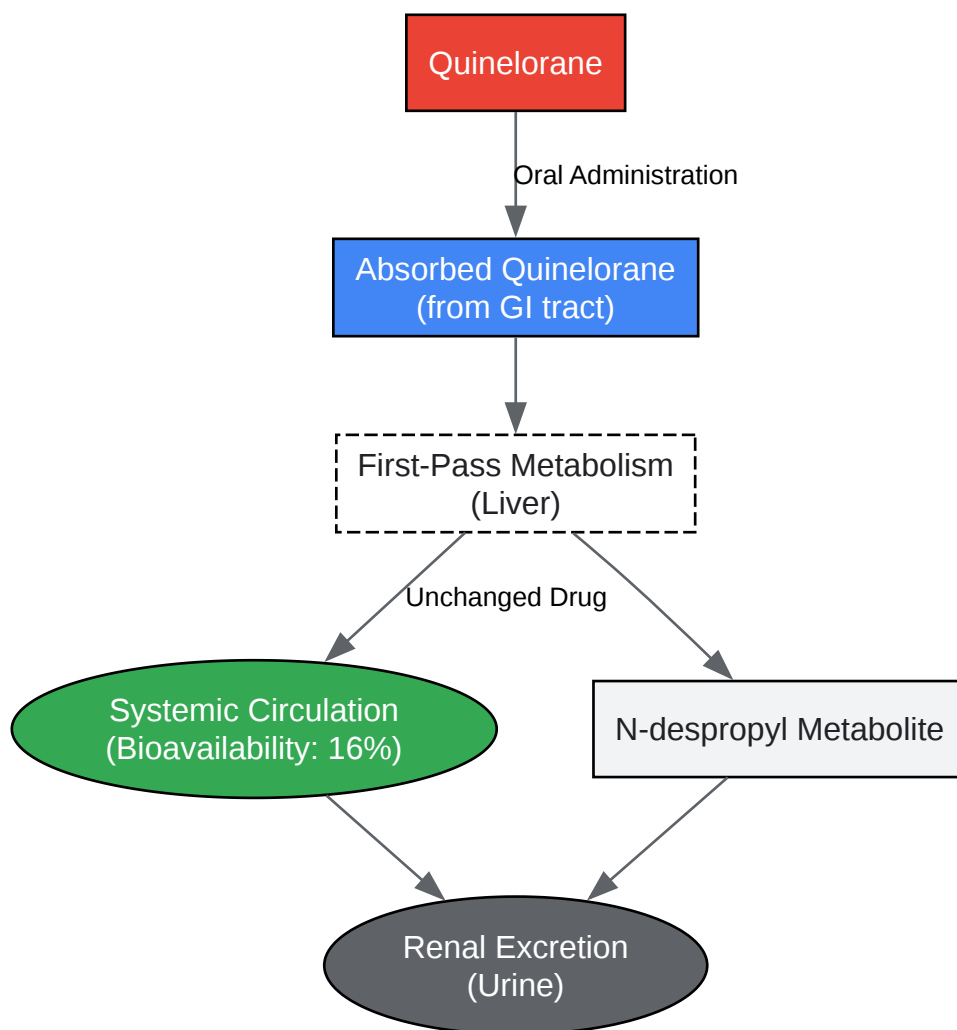 Quinelorane
Oral Administration
Absorbed Quinelorane
(from GI tract)
First-Pass Metabolism
(Liver)
Unchanged Drug
Systemic Circulation
(Bioavailability: 16%)
N-despropyl Metabolite
Renal Excretion
(Urine)